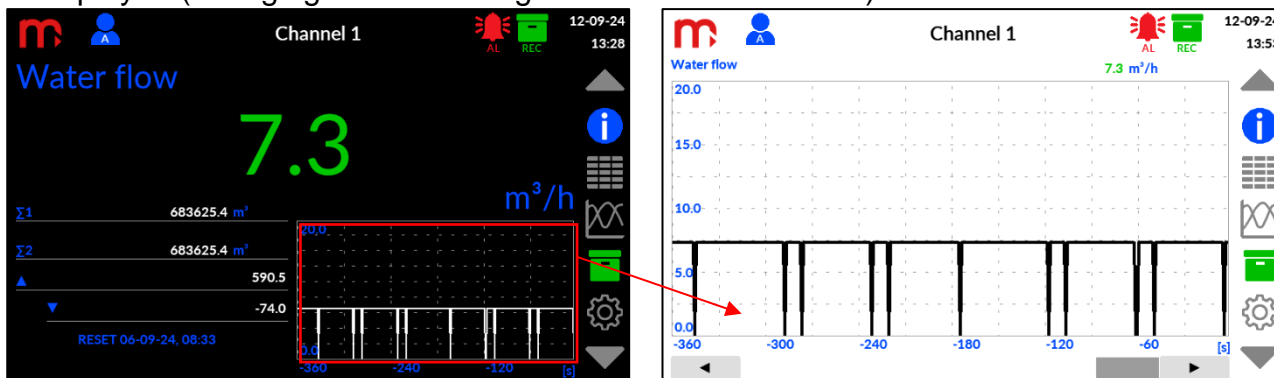 12-09-24
Channel 1
A
AL
REC
13:28
Water flow
7.3
m³/h
∑1 683625.4 m³
∑2 683625.4 m³
▲ 590.5
▼ -74.0
RESET 06-09-24, 08:33
20.0
0.0
-360 -240 -120 [s]
12-09-24
Channel 1
A
AL
REC
13:53
Water flow
7.3 m³/h
20.0
15.0
10.0
5.0
0.0
-360 -300 -240 -180 -120 -60 [s]